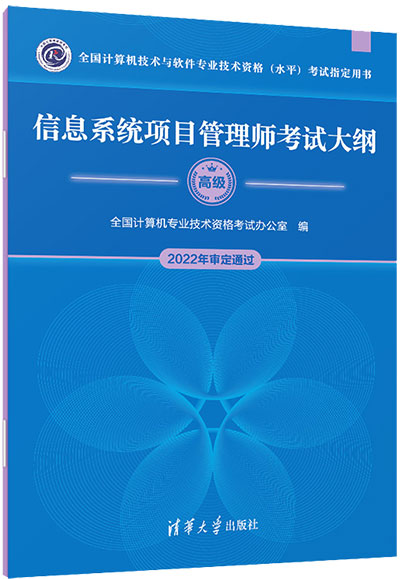 全国计算机技术与软件专业技术资格（水平）考试指定用书
信息系统项目管理师考试大纲
高级
全国计算机专业技术资格考试办公室 编
2022年审定通过
清华大学出版社